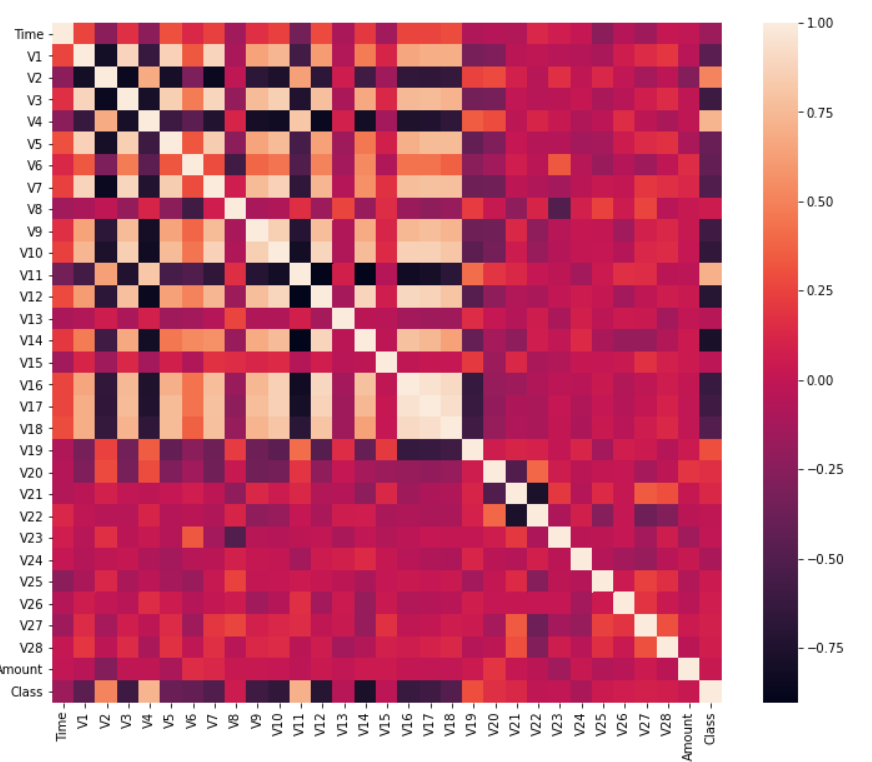 Time
V1
V2
V3
V4
V5
V6
V7
V8
V9
V10
V11
V12
V13
V14
V15
V16
V17
V18
V19
V20
V21
V22
V23
V24
V25
V26
V27
V28
mount
Class
Time
V1
V2
V3
V4
V5
V6
V7
V8
V9
V10
V11
V12
V13
V14
V15
V16
V17
V18
V19
V20
V21
V22
V23
V24
V25
V26
V27
V28
Amount
Class
1.00
0.75
0.50
0.25
0.00
−0.25
−0.50
−0.75